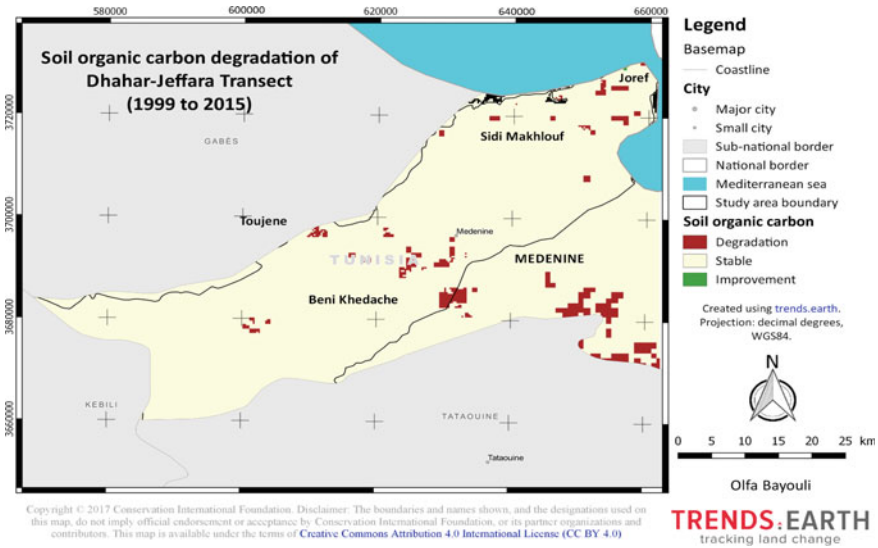 580000 600000 620000 640000 660000
Soil organic carbon degradation of
Dhahar-Jeffara Transect
(1999 to 2015)
3720000
3700000
3680000
3660000
GABÈS
Joref
Sidi Makhlouf
Toujene
Medenine
TUNISIA
MEDENINE
Beni Khedache
KEBILI
TATAOUINE
Tataouine
Legend
Basemap
Coastline
City
Major city
Small city
Sub-national border
National border
Mediterranean sea
Study area boundary
Soil organic carbon
Degradation
Stable
Improvement
Created using trends.earth.
Projection: decimal degrees,
WGS84.
N
0 5 10 15 20 25 km
Olfa Bayouli
TRENDS.EARTH
tracking land change
Copyright © 2017 Conservation International Foundation. Disclaimer: The boundaries and names shown, and the designations used on
this map, do not imply official endorsement or acceptance by Conservation International Foundation, or its partner organizations and
contributors. This map is available under the terms of Creative Commons Attribution 4.0 International License (CC BY 4.0)